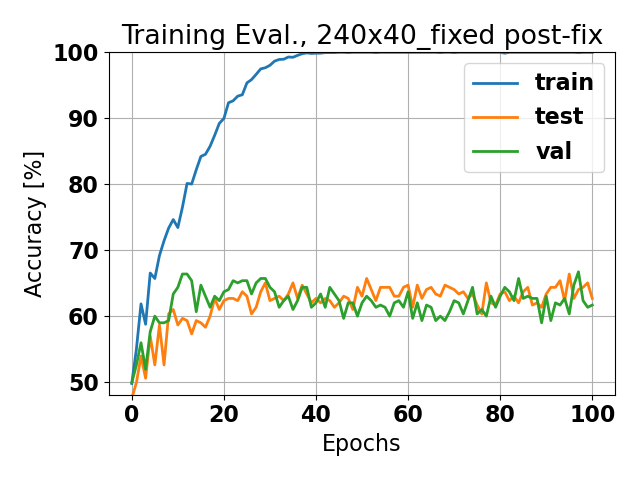 Training Eval., 240x40_fixed post-fix
100
90
80
70
60
50
Accuracy [%]
train
test
val
0 20 40 60 80 100
Epochs